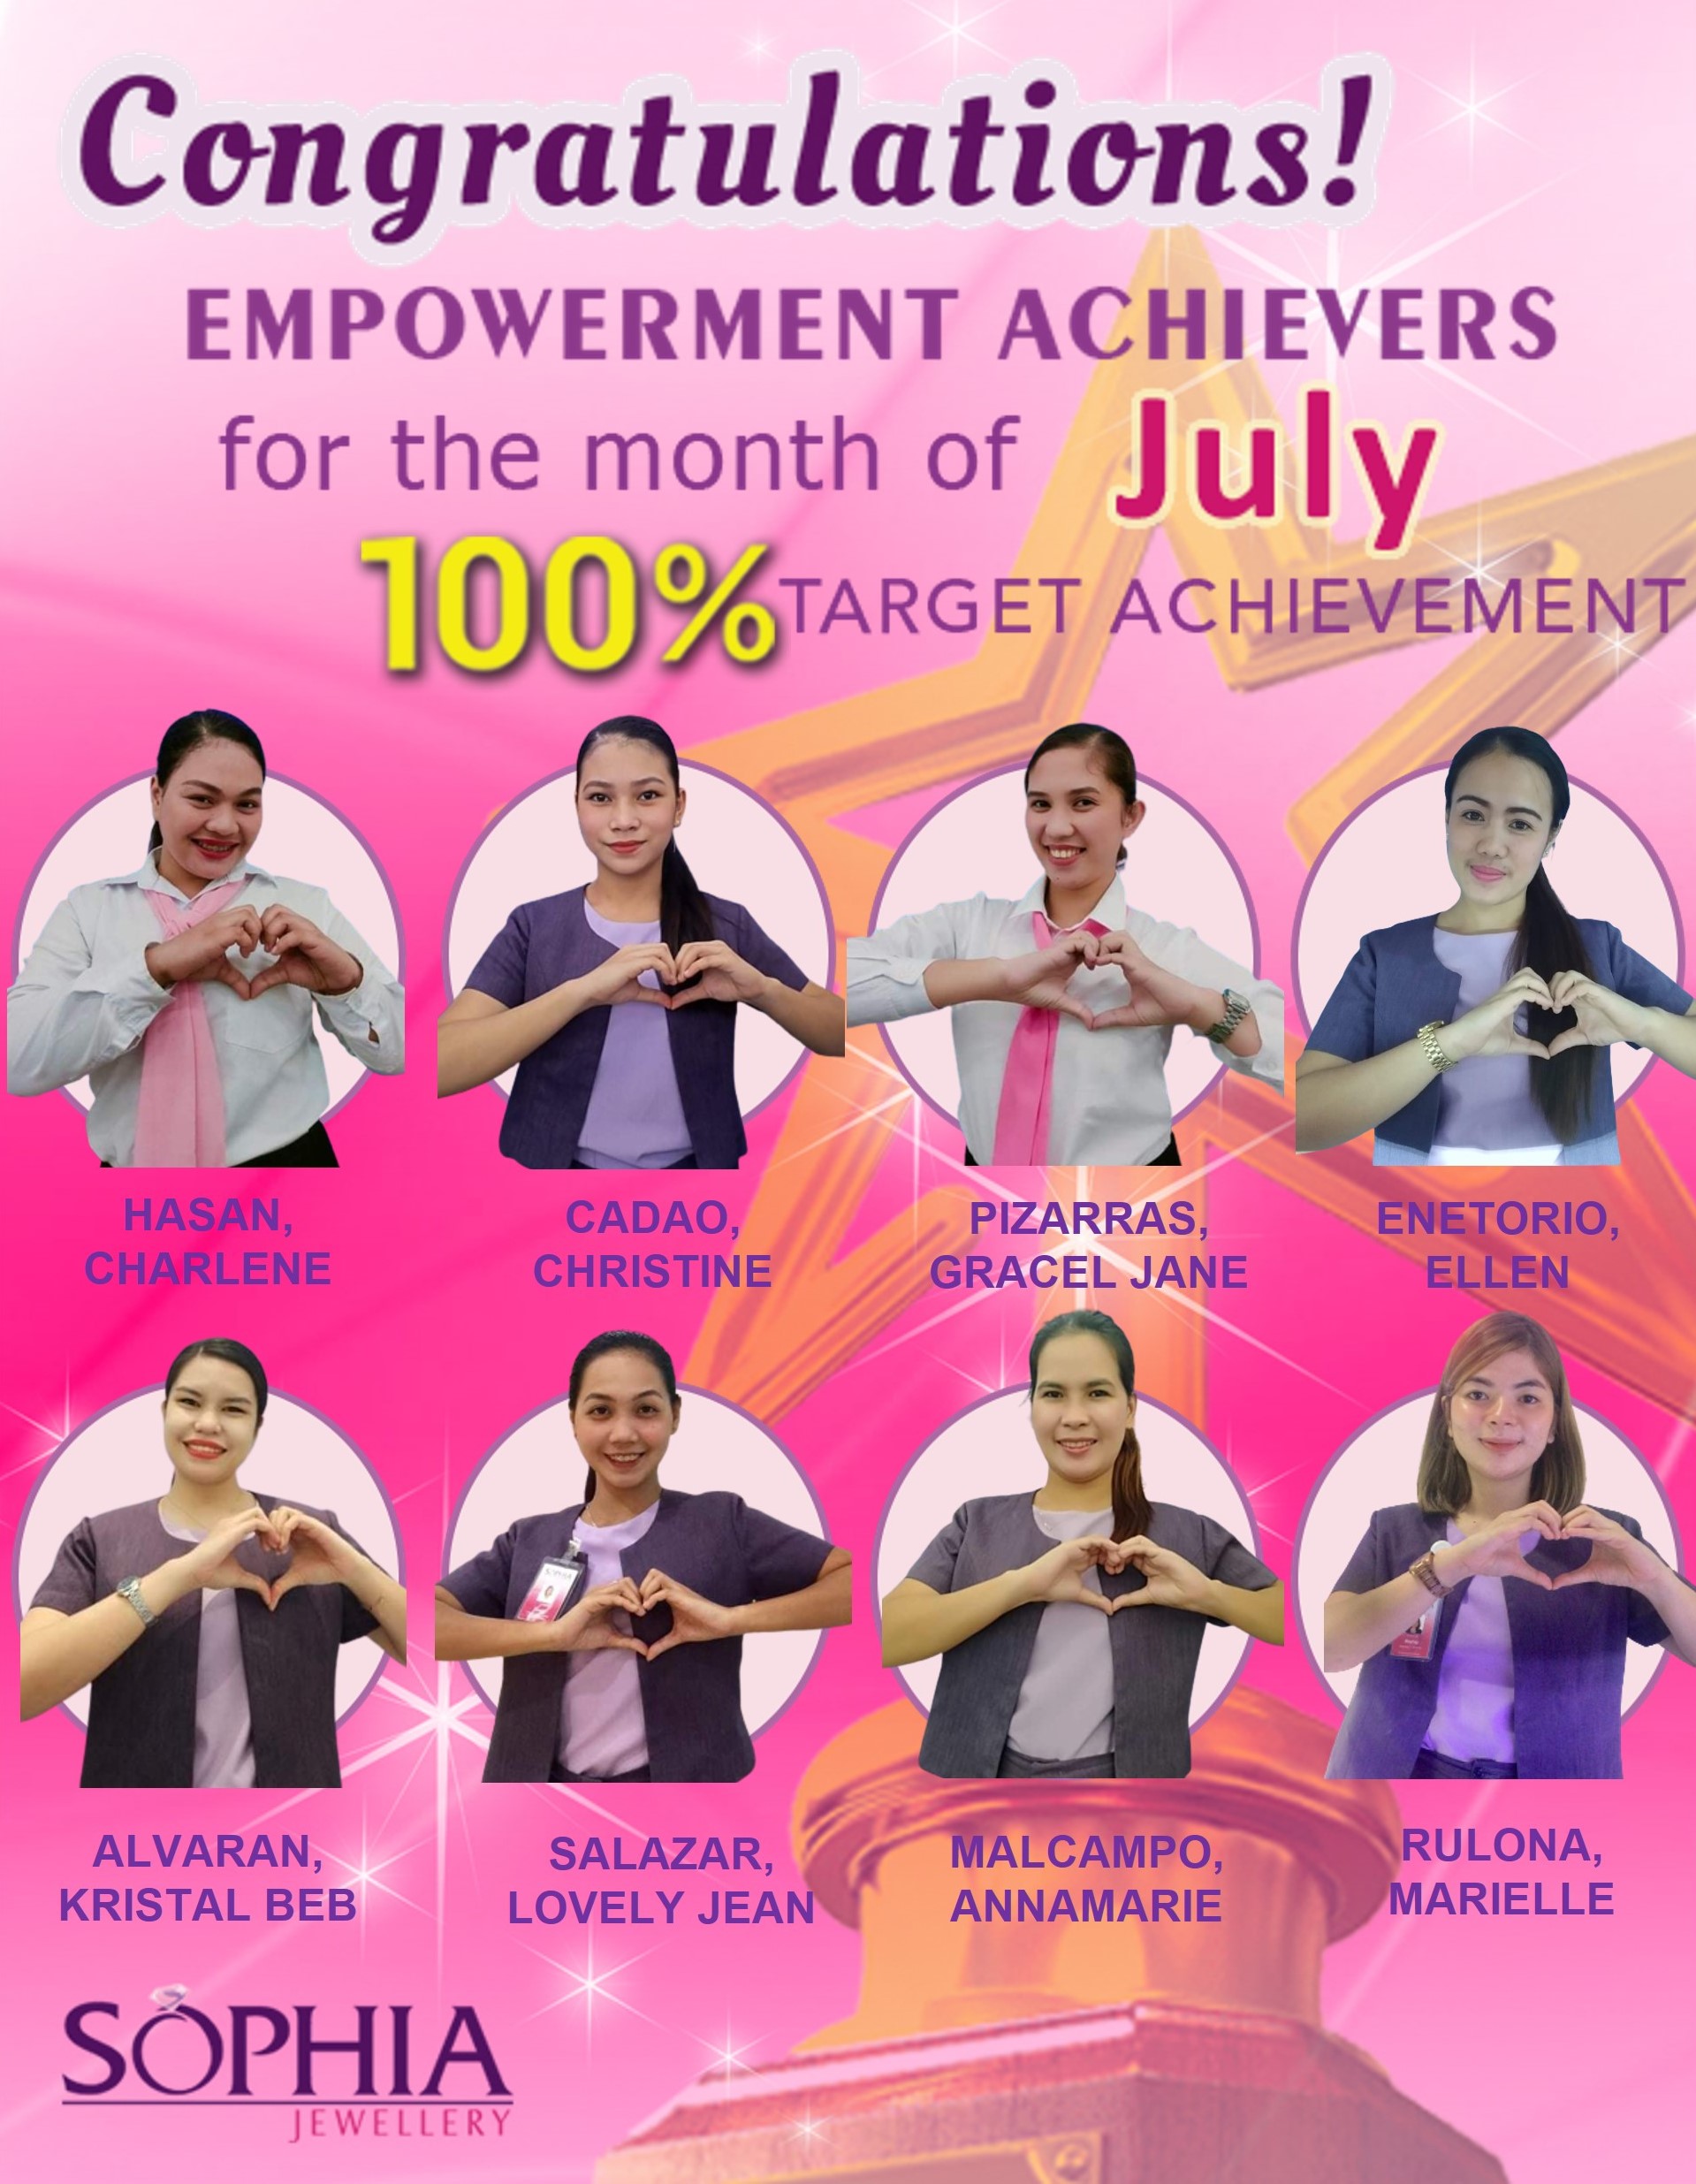 Congratulations!
EMPOWERMENT ACHIEVERS
for the month of July
100% TARGET ACHIEVEMENT
HASAN,
CHARLENE
CADAO,
CHRISTINE
PIZARRAS,
GRACEL JANE
ENETORIO,
ELLEN
ALVARAN,
KRISTAL BEB
SALAZAR,
LOVELY JEAN
MALCAMPO,
ANNAMARIE
RULONA,
MARIELLE
SOPHIA
JEWELLERY